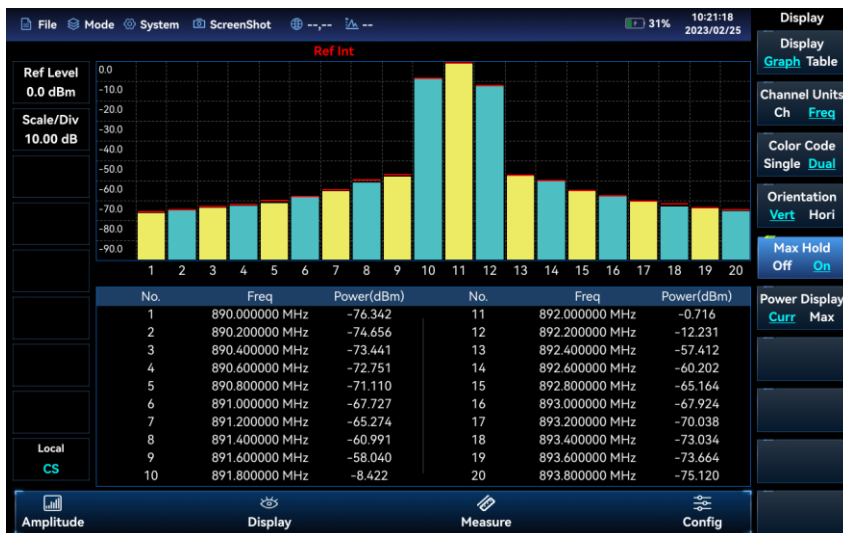 File Mode System ScreenShot --,-- -- 31% 10:21:18 2023/02/25
Display
Ref Int
Ref Level
0.0 dBm
Scale/Div
10.00 dB
0.0
-10.0
-20.0
-30.0
-40.0
-50.0
-60.0
-70.0
-80.0
-90.0
1 2 3 4 5 6 7 8 9 10 11 12 13 14 15 16 17 18 19 20
No. Freq Power(dBm) No. Freq Power(dBm)
1 890.000000 MHz -76.342 11 892.000000 MHz -0.716
2 890.200000 MHz -74.656 12 892.200000 MHz -12.231
3 890.400000 MHz -73.441 13 892.400000 MHz -57.412
4 890.600000 MHz -72.751 14 892.600000 MHz -60.202
5 890.800000 MHz -71.110 15 892.800000 MHz -65.164
6 891.000000 MHz -67.727 16 893.000000 MHz -67.924
7 891.200000 MHz -65.274 17 893.200000 MHz -70.038
8 891.400000 MHz -60.991 18 893.400000 MHz -73.034
9 891.600000 MHz -58.040 19 893.600000 MHz -73.664
10 891.800000 MHz -8.422 20 893.800000 MHz -75.120
Local
CS
Display
Graph Table
Channel Units
Ch Freq
Color Code
Single Dual
Orientation
Vert Hori
Max Hold
Off On
Power Display
Curr Max
Amplitude Display Measure Config